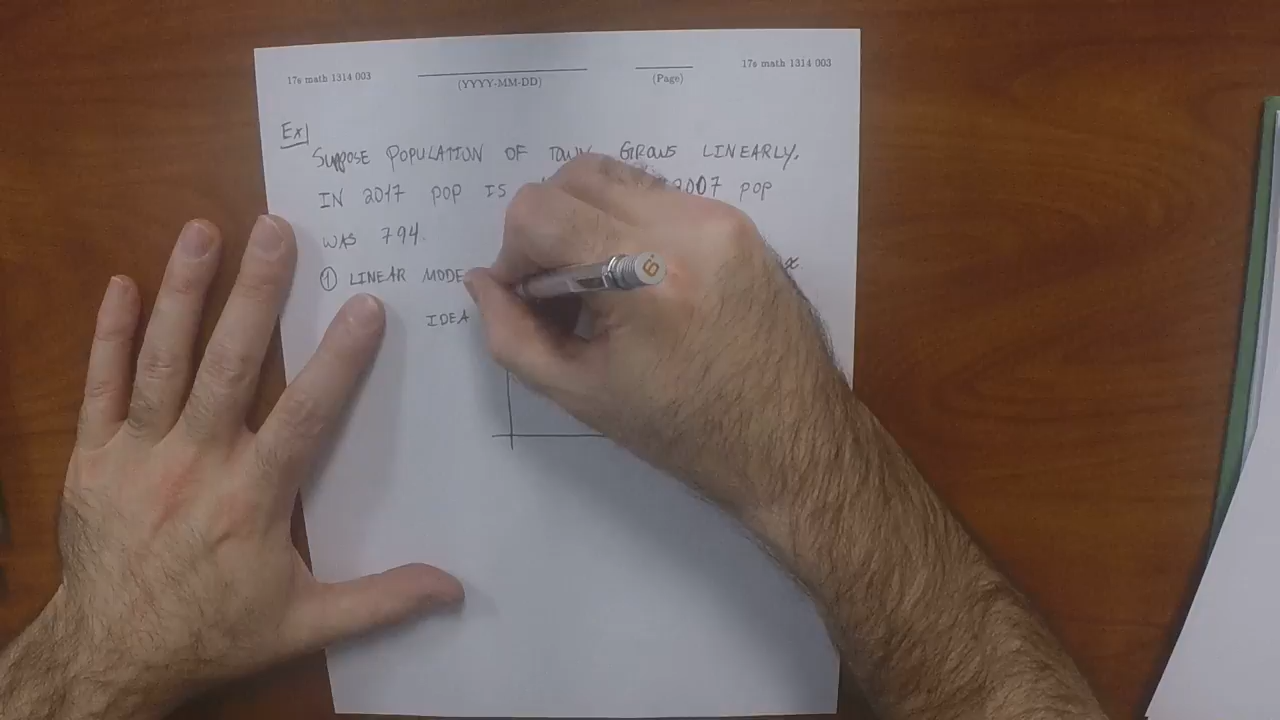 17s math 1314 003
(YYYY-MM-DD)
(Page)
17s math 1314 003
Ex
SUPPOSE POPULATION OF TOWN GROWS LINEARLY.
IN 2017 POP IS 2007 POP
WAS 794.
① LINEAR x.
IDEA